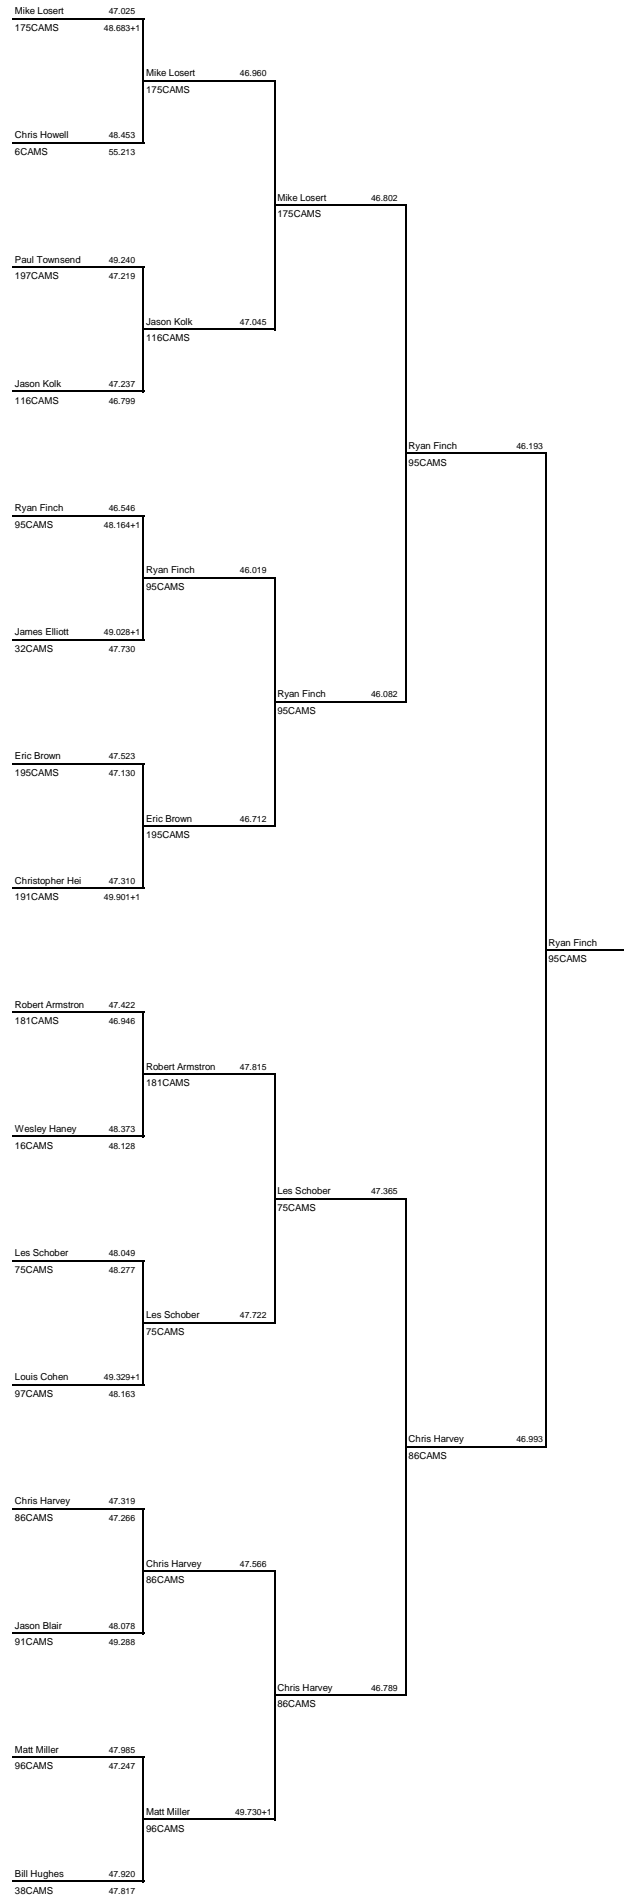 Mike Losert 47.025
175CAMS 48.683+1
Mike Losert 46.960
175CAMS
Chris Howell 48.453
6CAMS 55.213
Mike Losert 46.802
175CAMS
Paul Townsend 49.240
197CAMS 47.219
Jason Kolk 47.045
116CAMS
Jason Kolk 47.237
116CAMS 46.799
Ryan Finch 46.193
95CAMS
Ryan Finch 46.546
95CAMS 48.164+1
Ryan Finch 46.019
95CAMS
James Elliott 49.028+1
32CAMS 47.730
Ryan Finch 46.082
95CAMS
Eric Brown 47.523
195CAMS 47.130
Eric Brown 46.712
195CAMS
Christopher Hei 47.310
191CAMS 49.901+1
Ryan Finch
95CAMS
Robert Armstron 47.422
181CAMS 46.946
Robert Armstron 47.815
181CAMS
Wesley Haney 48.373
16CAMS 48.128
Les Schober 47.365
75CAMS
Les Schober 48.049
75CAMS 48.277
Les Schober 47.722
75CAMS
Louis Cohen 49.329+1
97CAMS 48.163
Chris Harvey 46.993
86CAMS
Chris Harvey 47.319
86CAMS 47.266
Chris Harvey 47.566
86CAMS
Jason Blair 48.078
91CAMS 49.288
Chris Harvey 46.789
86CAMS
Matt Miller 47.985
96CAMS 47.247
Matt Miller 49.730+1
96CAMS
Bill Hughes 47.920
38CAMS 47.817